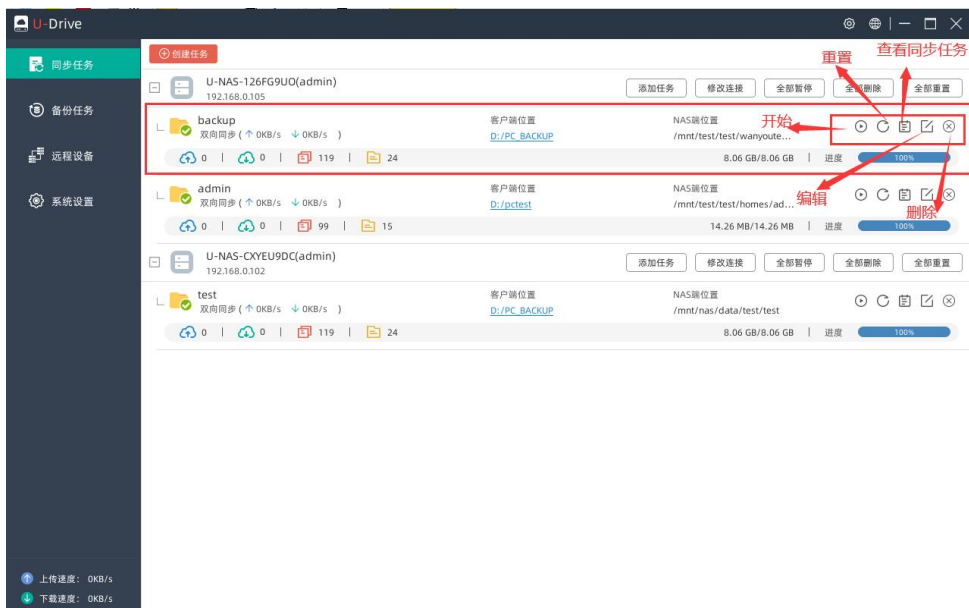 U-Drive
同步任务
备份任务
远程设备
系统设置
上传速度: 0KB/s
下载速度: 0KB/s
创建任务
重置
查看同步任务
U-NAS-126FG9UO(admin)
192.168.0.105
添加任务 修改连接 全部暂停 全部删除 全部重置
backup
双向同步 ( ↑ 0KB/s ↓ 0KB/s )
客户端位置
D:/PC_BACKUP
NAS端位置
/mnt/test/test/wanyoute...
开始
0 | 0 | 119 | 24
8.06 GB/8.06 GB | 进度 100%
admin
双向同步 ( ↑ 0KB/s ↓ 0KB/s )
客户端位置
D:/pctest
NAS端位置
/mnt/test/test/homes/ad...
编辑
删除
0 | 0 | 99 | 15
14.26 MB/14.26 MB | 进度 100%
U-NAS-CXYEU9DC(admin)
192.168.0.102
添加任务 修改连接 全部暂停 全部删除 全部重置
test
双向同步 ( ↑ 0KB/s ↓ 0KB/s )
客户端位置
D:/PC_BACKUP
NAS端位置
/mnt/nas/data/test/test
0 | 0 | 119 | 24
8.06 GB/8.06 GB | 进度 100%